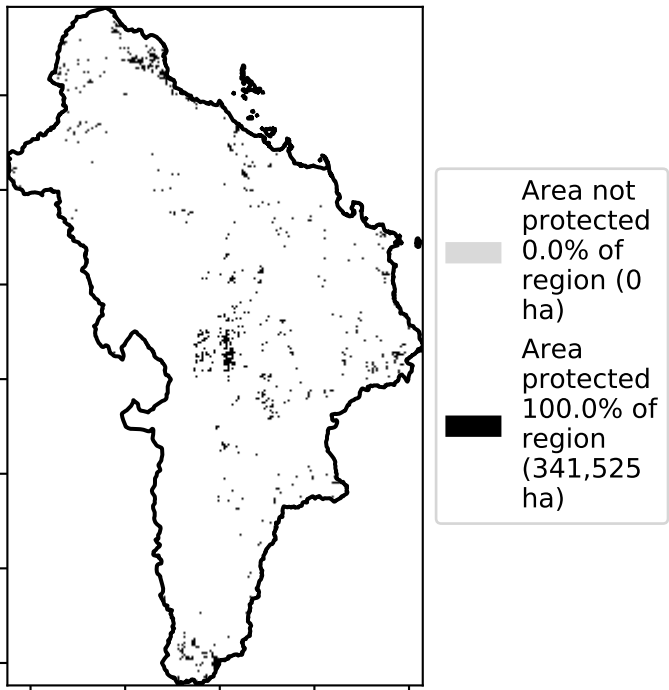 Area not
protected
0.0% of
region (0
ha)
Area
protected
100.0% of
region
(341,525
ha)